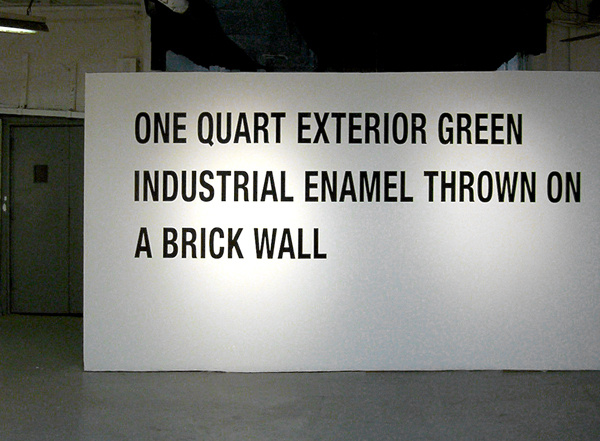 ONE QUART EXTERIOR GREEN
INDUSTRIAL ENAMEL THROWN ON
A BRICK WALL